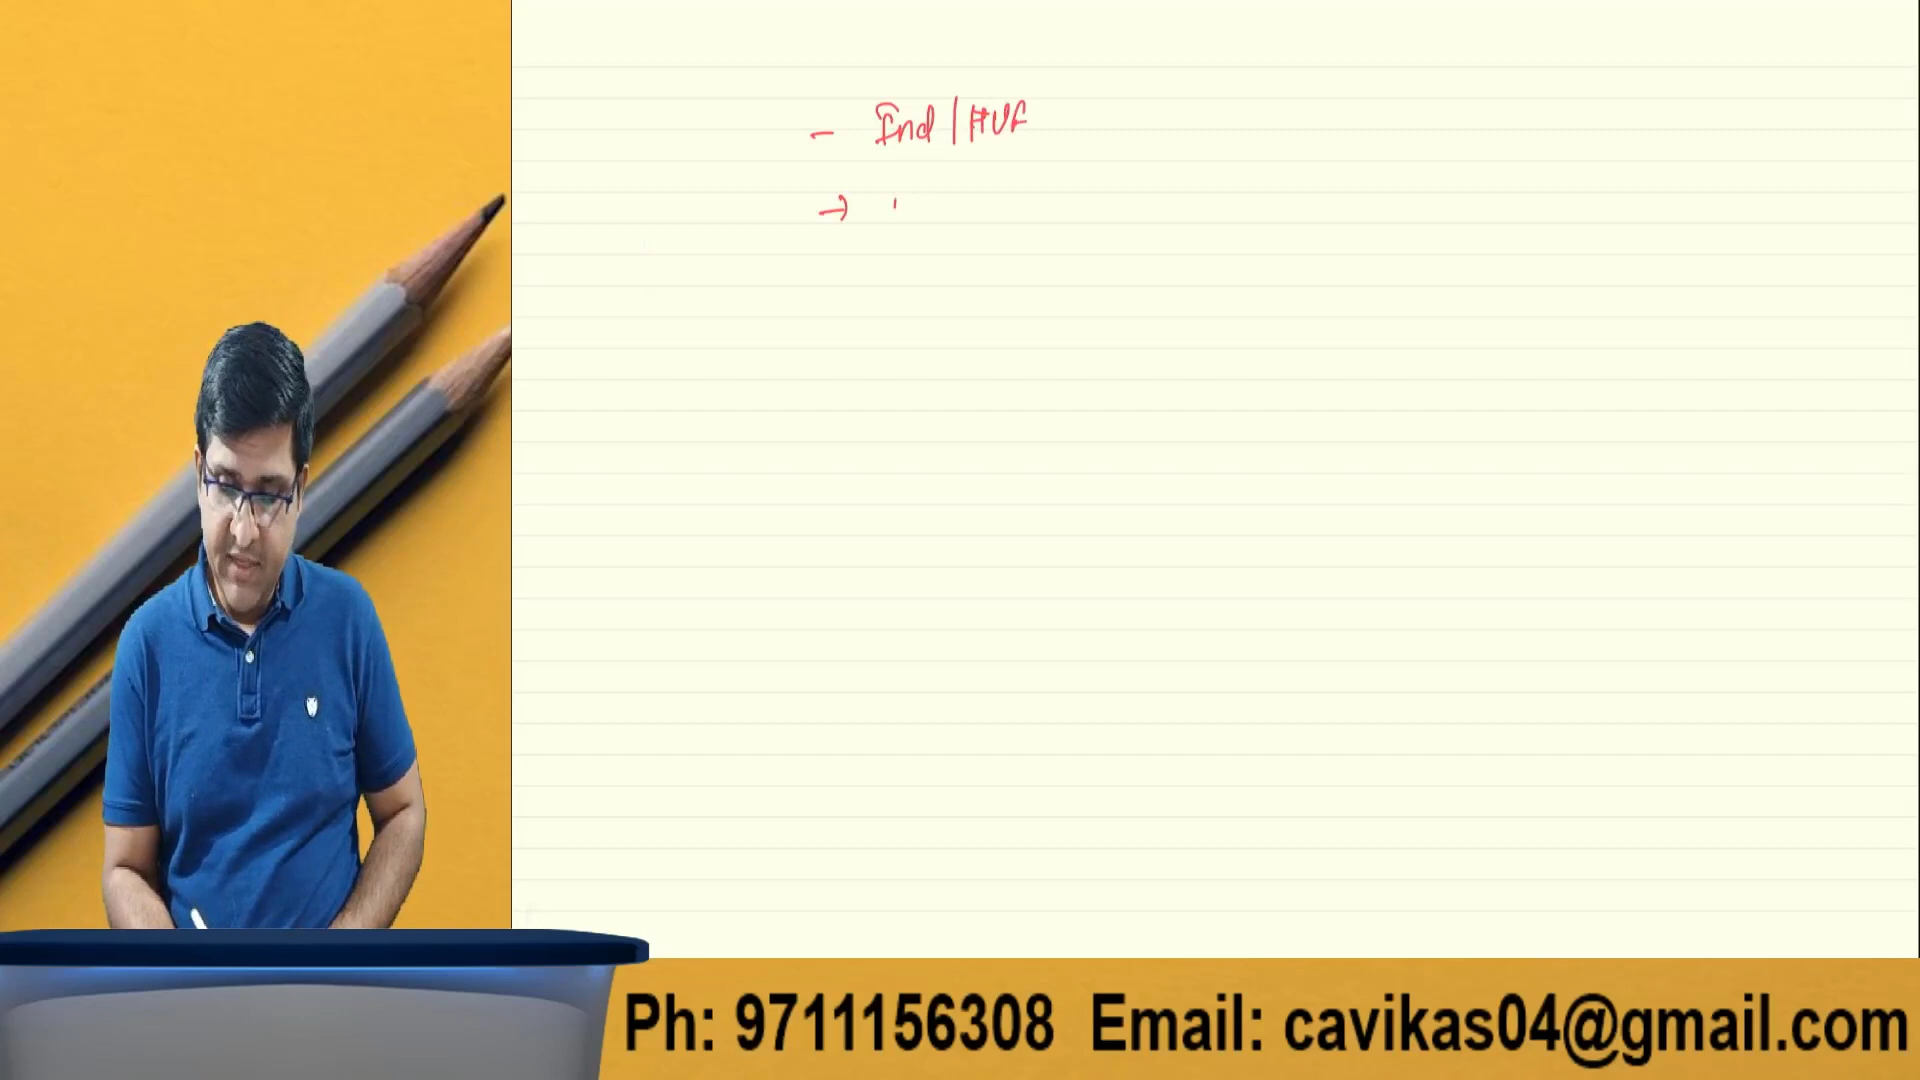 - Ind | HUF
→
Ph: 9711156308 Email: cavikas04@gmail.com